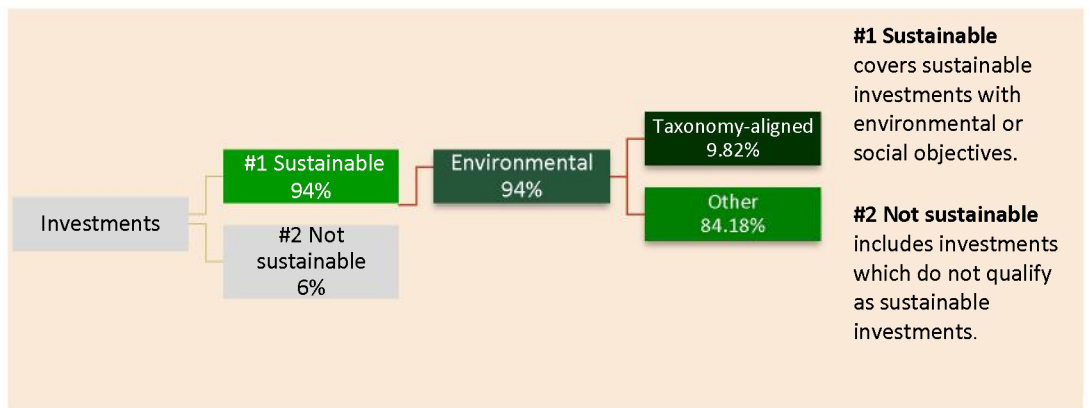 Investments
#1 Sustainable
94%
#2 Not
sustainable
6%
Environmental
94%
Taxonomy-aligned
9.82%
Other
84.18%
#1 Sustainable
covers sustainable
investments with
environmental or
social objectives.
#2 Not sustainable
includes investments
which do not qualify
as sustainable
investments.